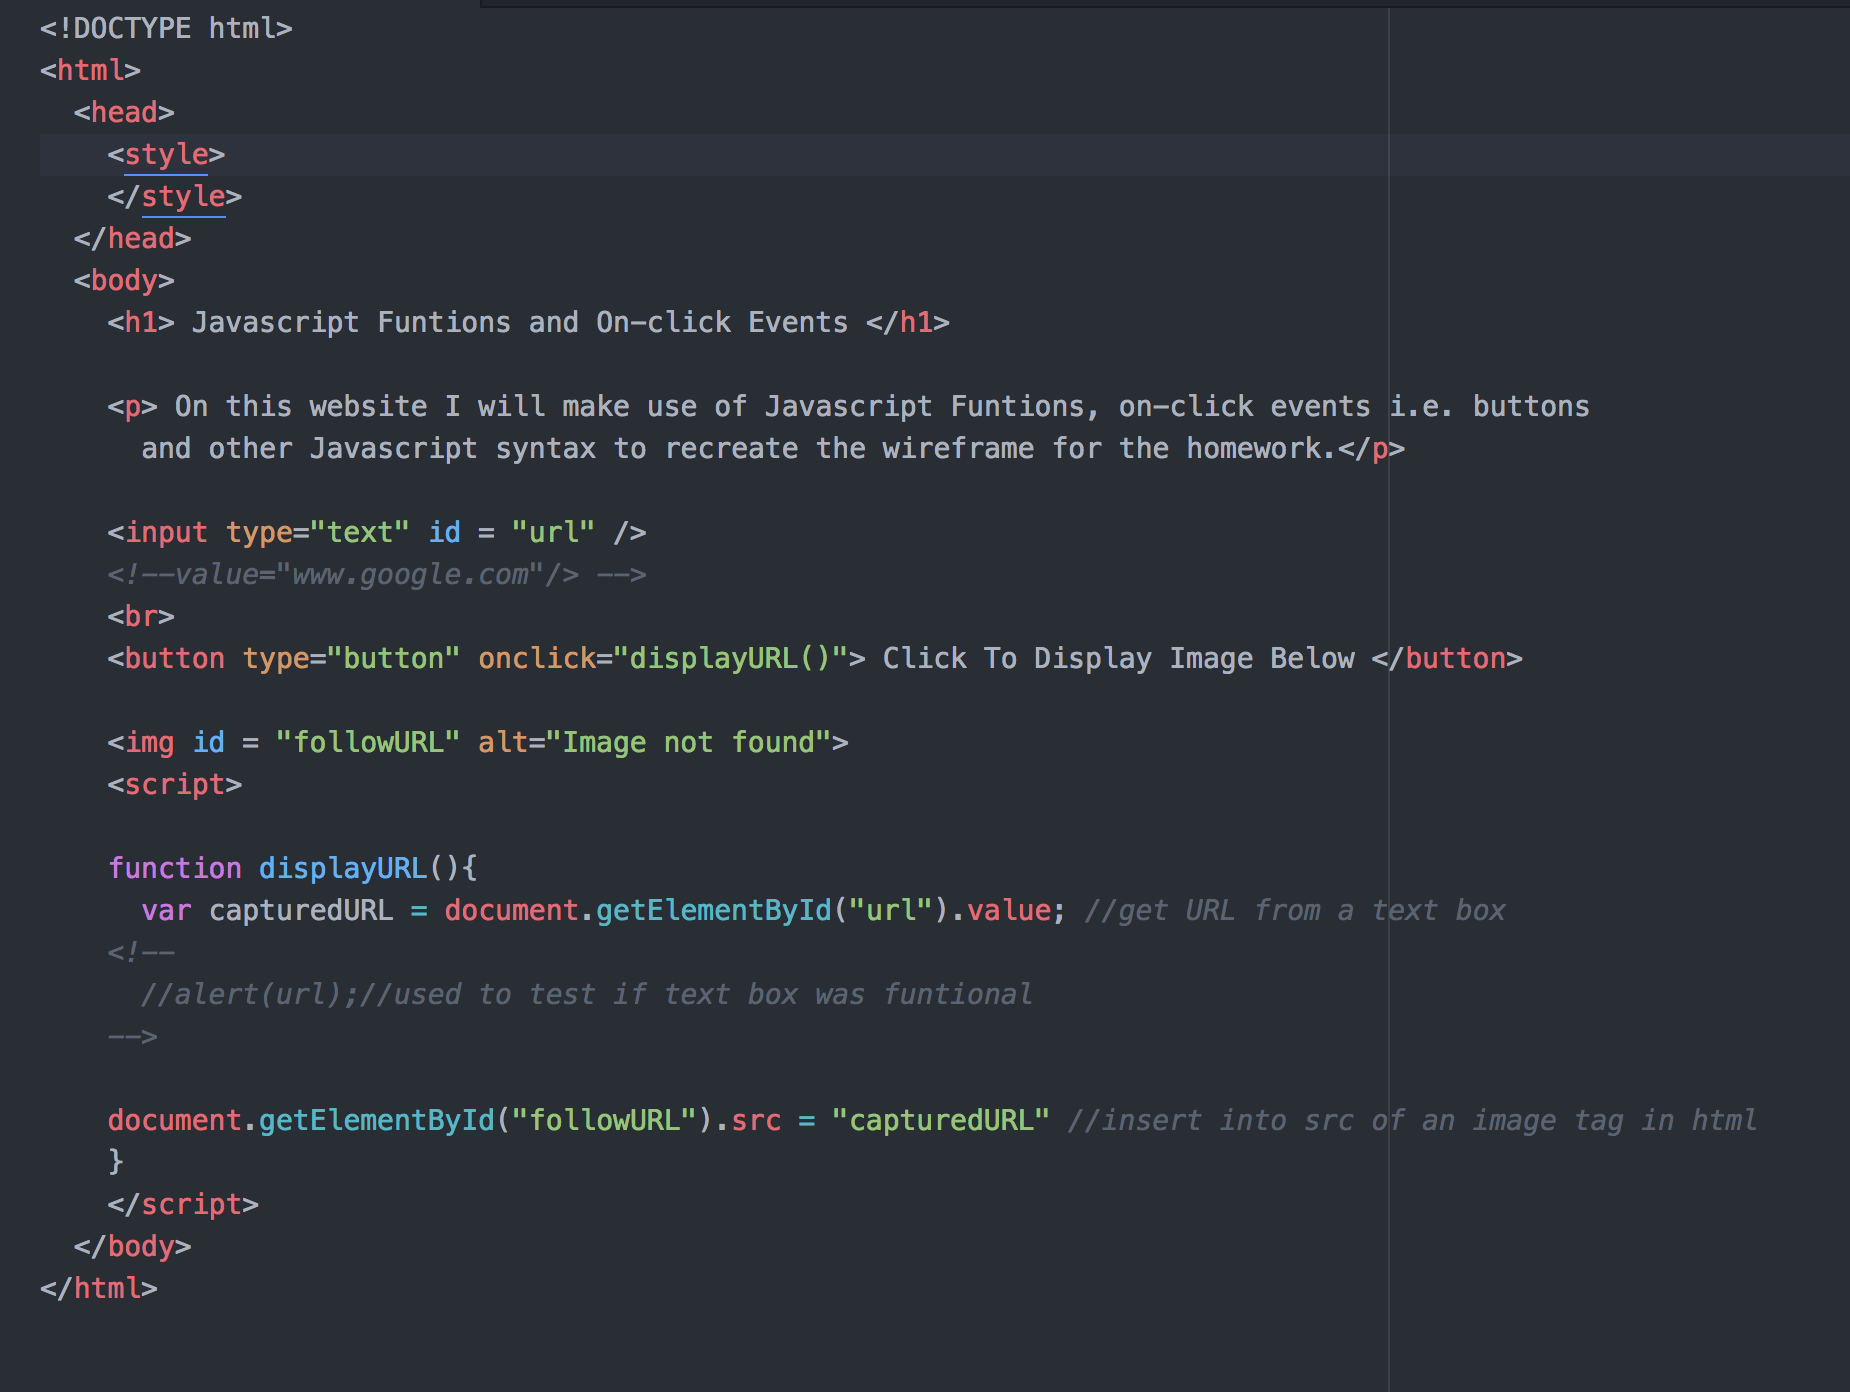 <!DOCTYPE html>
<html>
<head>
<style>
</style>
</head>
<body>
<h1> Javascript Funtions and On-click Events </h1>
<p> On this website I will make use of Javascript Funtions, on-click events i.e. buttons
and other Javascript syntax to recreate the wireframe for the homework.</p>
<input type="text" id = "url" />
<!--value="www.google.com"/> -->
<br>
<button type="button" onclick="displayURL()"> Click To Display Image Below </button>
<img id = "followURL" alt="Image not found">
<script>
function displayURL(){
var capturedURL = document.getElementById("url").value; //get URL from a text box
<!--
//alert(url);//used to test if text box was funtional
-->
document.getElementById("followURL").src = "capturedURL" //insert into src of an image tag in html
}
</script>
</body>
</html>